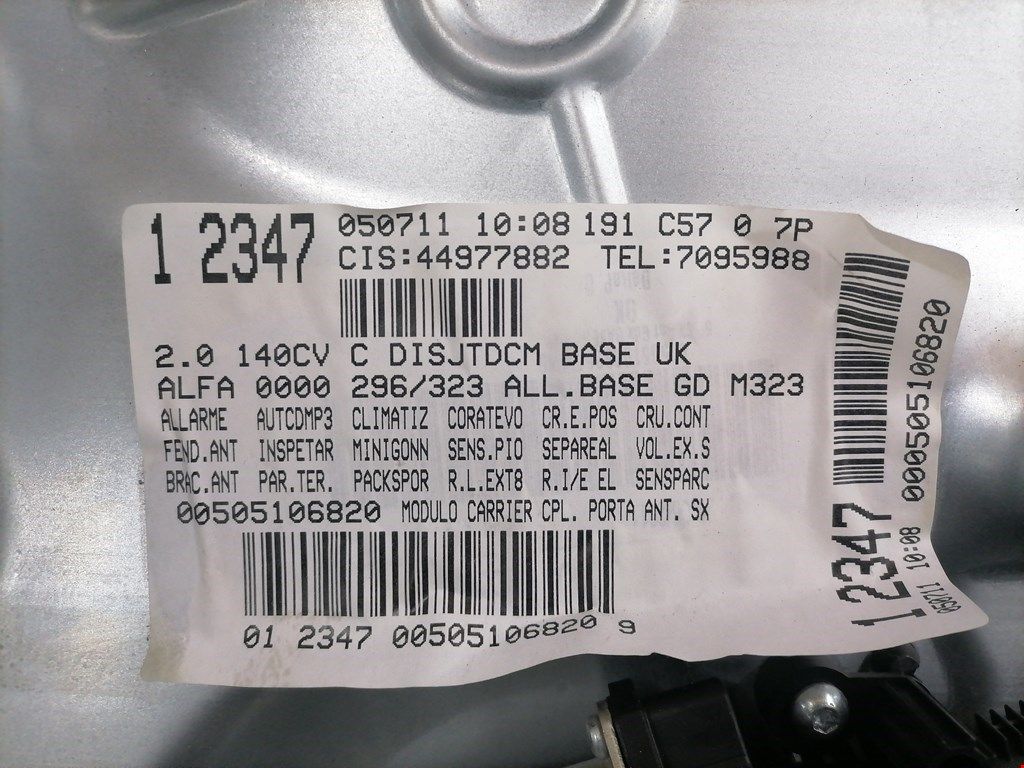 1 2347
050711 10:08 191 C57 0 7P
CIS:44977882 TEL:7095988
2.0 140CV C DISJTDCM BASE UK
ALFA 0000 296/323 ALL.BASE GD M323
ALLARME AUTCDMP3 CLIMATIZ CORATEVO CR.E.POS CRU.CONT
FEND.ANT INSPETAR MINIGONN SENS.PIO SEPAREAL VOL.EX.S
BRAC.ANT PAR.TER. PACKSPOR R.L.EXT8 R.I/E EL SENSPARC
00505106820 MODULO CARRIER CPL. PORTA ANT. SX
01 2347 00505106820 9
1 2347
00505106820
050711 10:08